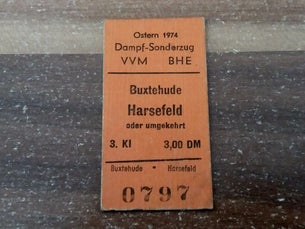 Ostern 1974
Dampf-Sonderzug
VVM BHE
Buxtehude
Harsefeld
oder umgekehrt
3. Kl 3,00 DM
Buxtehude • Harsefeld
0797